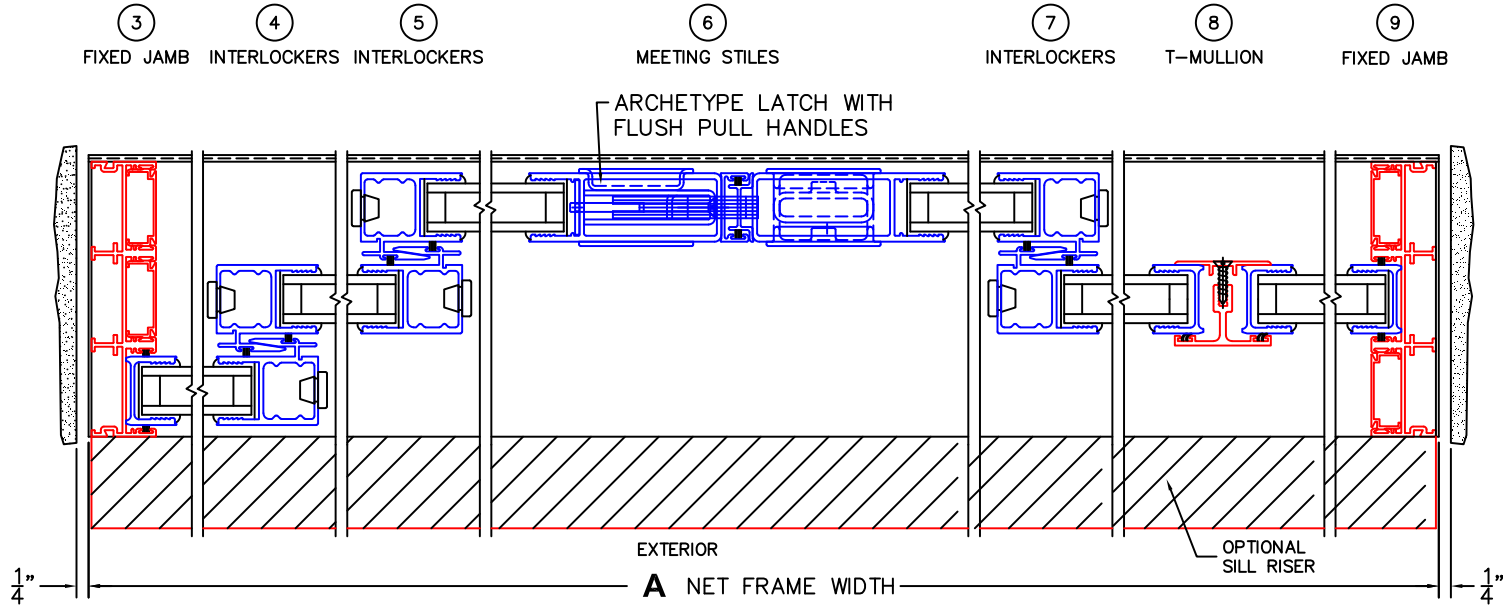 3 4 5 6 7 8 9
FIXED JAMB INTERLOCKERS INTERLOCKERS MEETING STILES INTERLOCKERS T-MULLION FIXED JAMB
ARCHETYPE LATCH WITH
FLUSH PULL HANDLES
EXTERIOR
OPTIONAL
SILL RISER
1/4" A NET FRAME WIDTH 1/4"